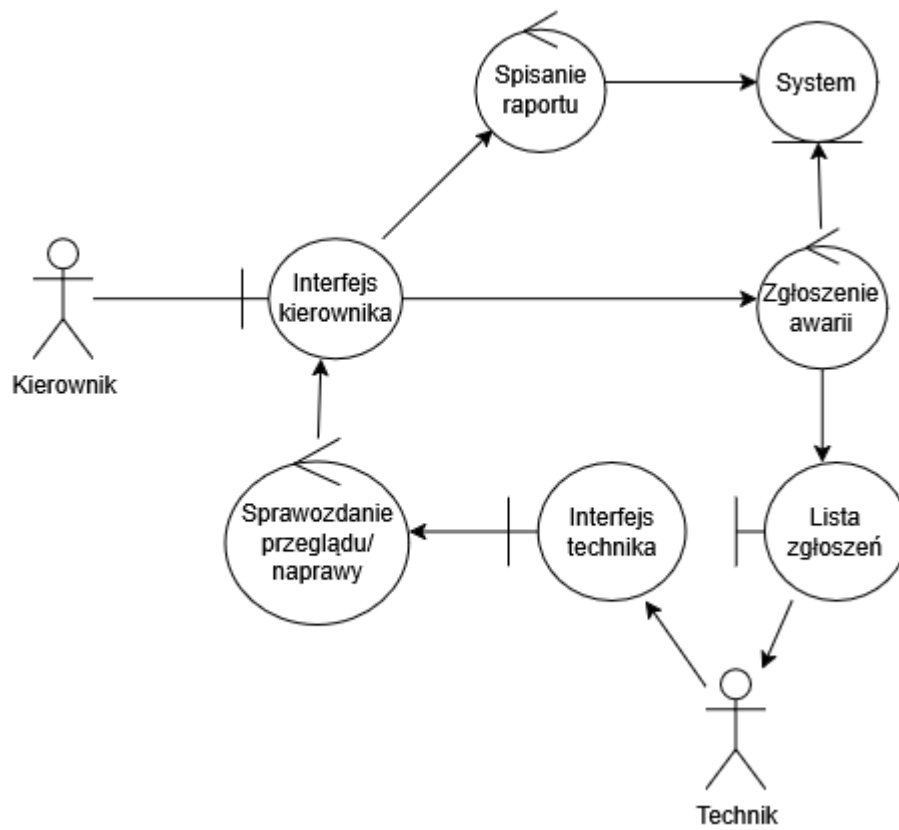 Spisanie
raportu
System
Interfejs
kierownika
Zgłoszenie
awarii
Kierownik
Sprawozdanie
przeglądu/
naprawy
Interfejs
technika
Lista
zgłoszeń
Technik